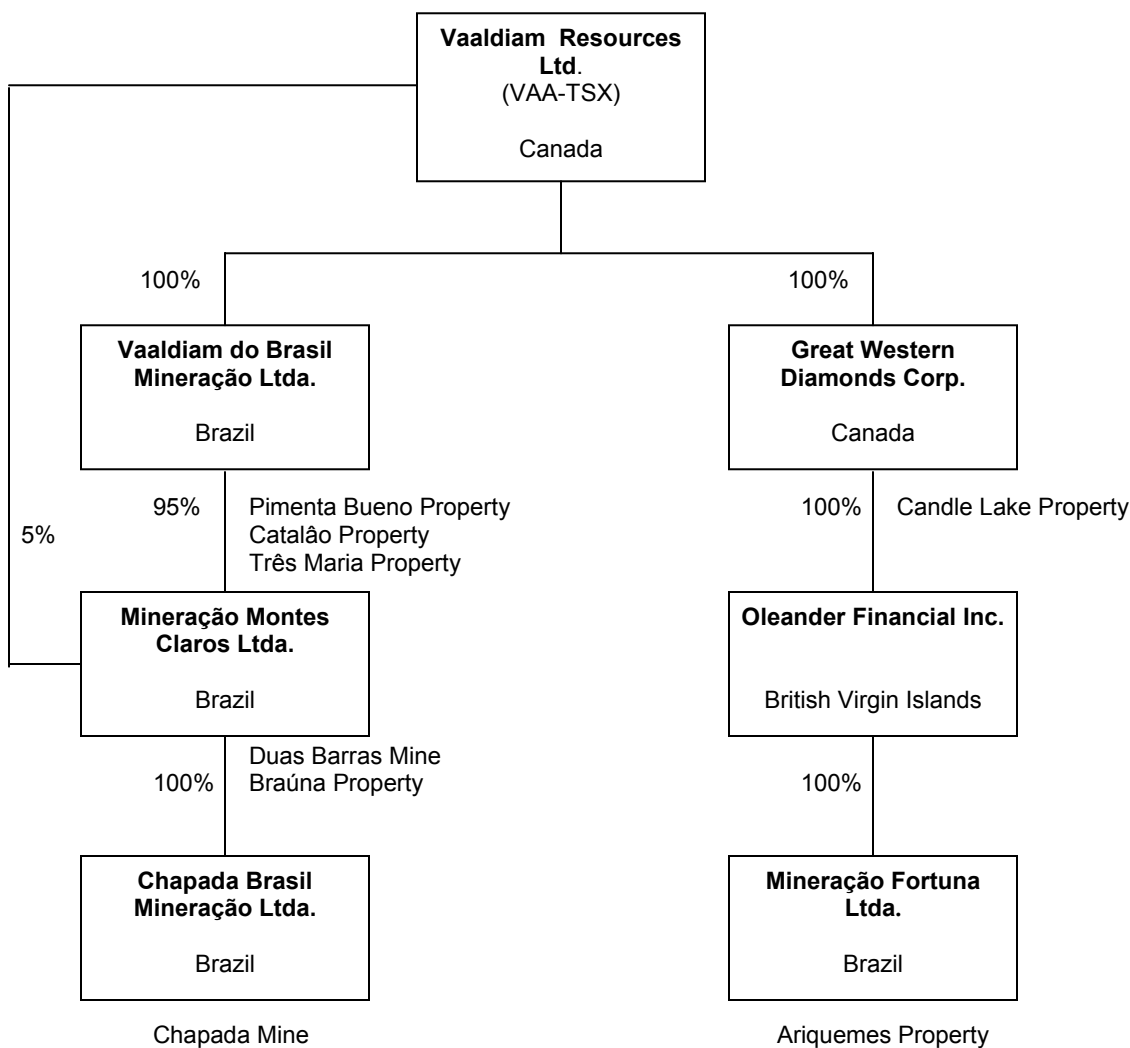 Vaaldiam Resources
Ltd.
(VAA-TSX)
Canada
100%
100%
Vaaldiam do Brasil
Mineração Ltda.
Brazil
Great Western
Diamonds Corp.
Canada
5%
95%
Pimenta Bueno Property
Catalâo Property
Três Maria Property
100%
Candle Lake Property
Mineração Montes
Claros Ltda.
Brazil
Oleander Financial Inc.
British Virgin Islands
100%
Duas Barras Mine
Braúna Property
100%
Chapada Brasil
Mineração Ltda.
Brazil
Mineração Fortuna
Ltda.
Brazil
Chapada Mine
Ariquemes Property